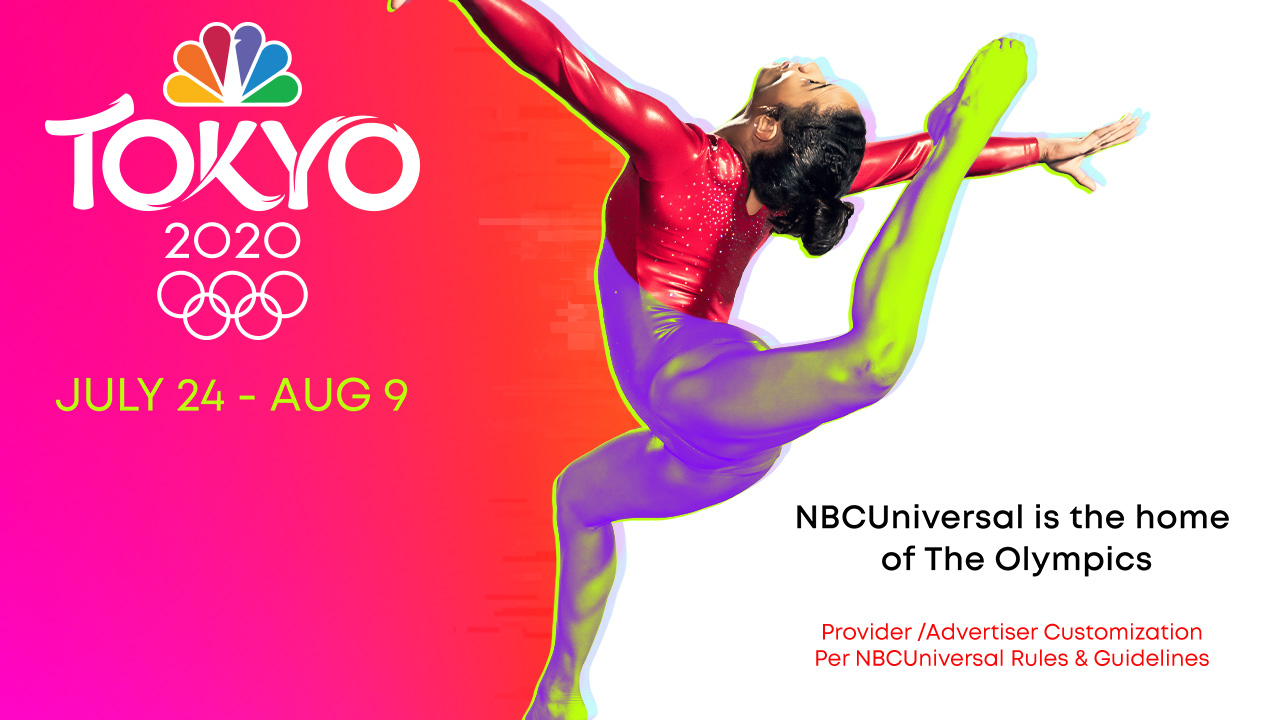 TOKYO
2020
JULY 24 - AUG 9
NBCUniversal is the home
of The Olympics
Provider /Advertiser Customization
Per NBCUniversal Rules & Guidelines